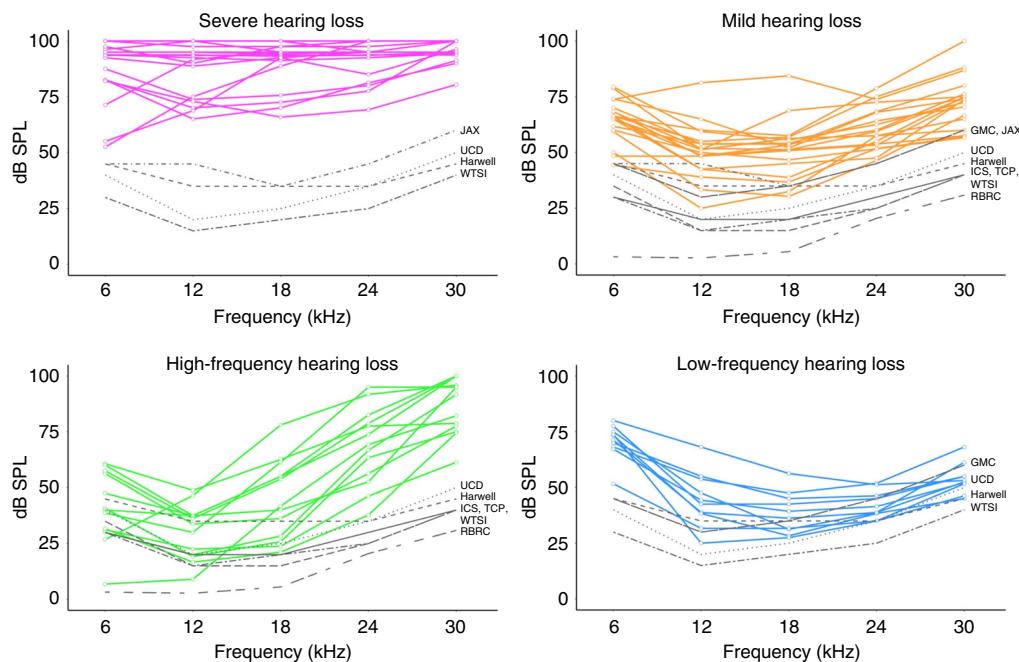 Severe hearing loss
100
75
50
25
0
dB SPL
JAX
UCD
Harwell
WTSI
6 12 18 24 30
Frequency (kHz)
Mild hearing loss
100
75
50
25
0
dB SPL
GMC, JAX
UCD
Harwell
ICS, TCP,
WTSI
RBRC
6 12 18 24 30
Frequency (kHz)
High-frequency hearing loss
100
75
50
25
0
dB SPL
UCD
Harwell
ICS, TCP,
WTSI
RBRC
6 12 18 24 30
Frequency (kHz)
Low-frequency hearing loss
100
75
50
25
0
dB SPL
GMC
UCD
Harwell
WTSI
6 12 18 24 30
Frequency (kHz)